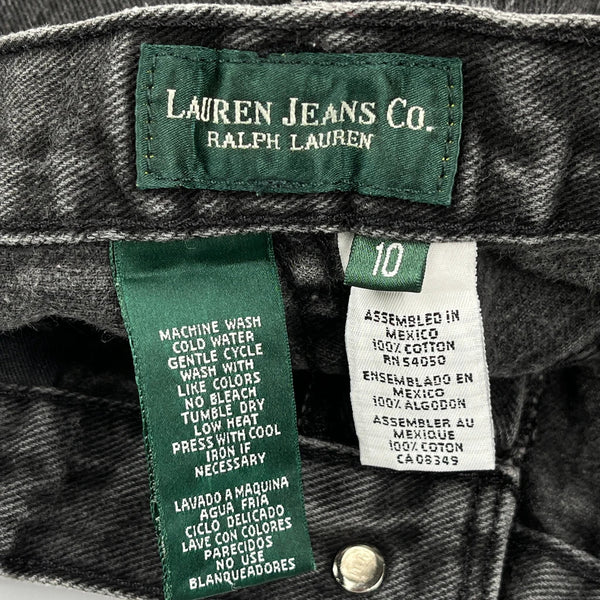 LAUREN JEANS CO.
RALPH LAUREN
10
MACHINE WASH
COLD WATER
GENTLE CYCLE
WASH WITH
LIKE COLORS
NO BLEACH
TUMBLE DRY
LOW HEAT
PRESS WITH COOL
IRON IF
NECESSARY
LAVADO A MAQUINA
AGUA FRIA
CICLO DELICADO
LAVE CON COLORES
PARECIDOS
NO USE
BLANQUEADORES
ASSEMBLED IN
MEXICO
100% COTTON
RN 54050
ENSEMBLADO EN
MEXICO
100% ALGODON
ASSEMBLER AU
MEXIQUE
100% COTON
CA 06349